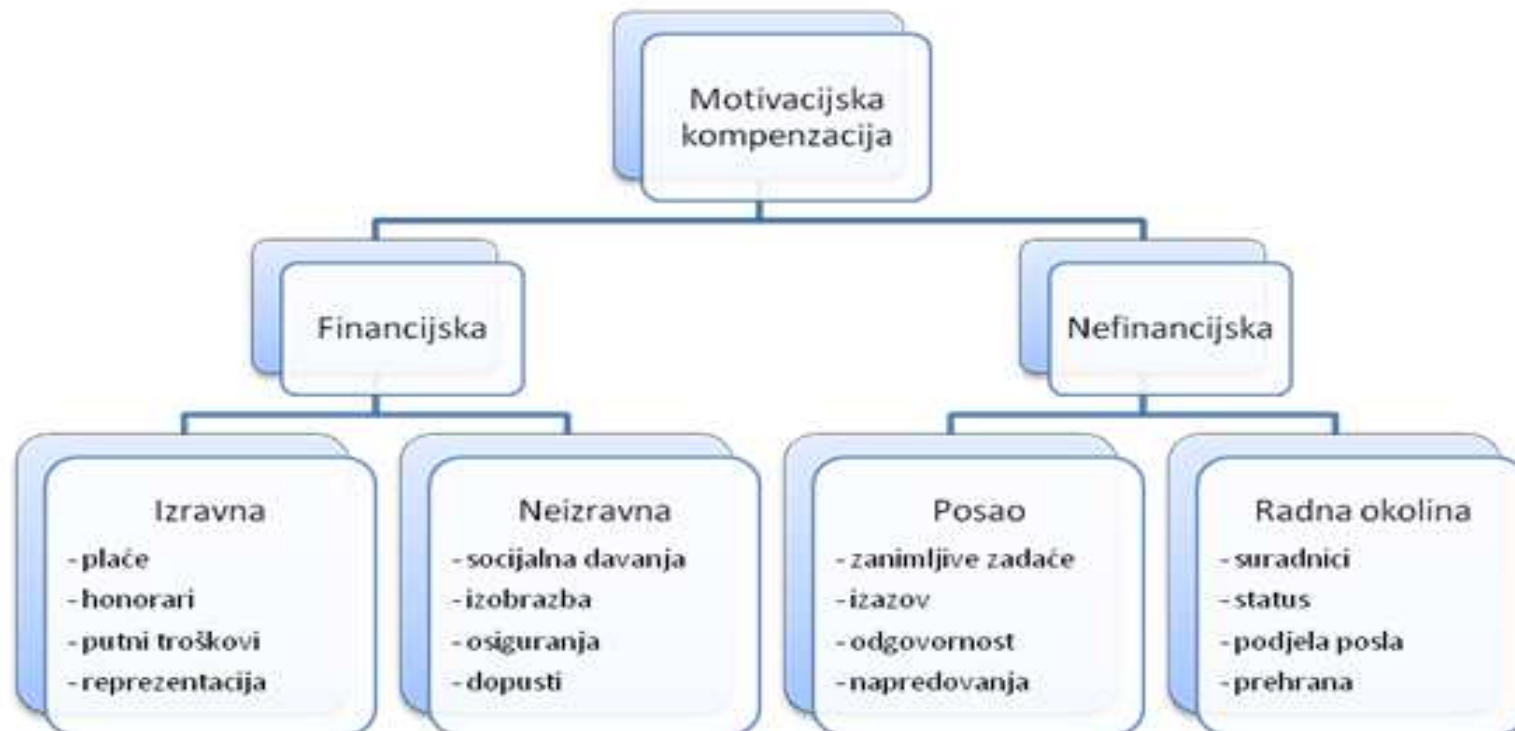 Motivacijska
kompenzacija
Financijska
Nefinancijska
Izravna
- plaće
- honorari
- putni troškovi
- reprezentacija
Neizravna
- socijalna davanja
- izobrazba
- osiguranja
- dopusti
Posao
- zanimljive zadaće
- izazov
- odgovornost
- napredovanja
Radna okolina
- suradnici
- status
- podjela posla
- prehrana